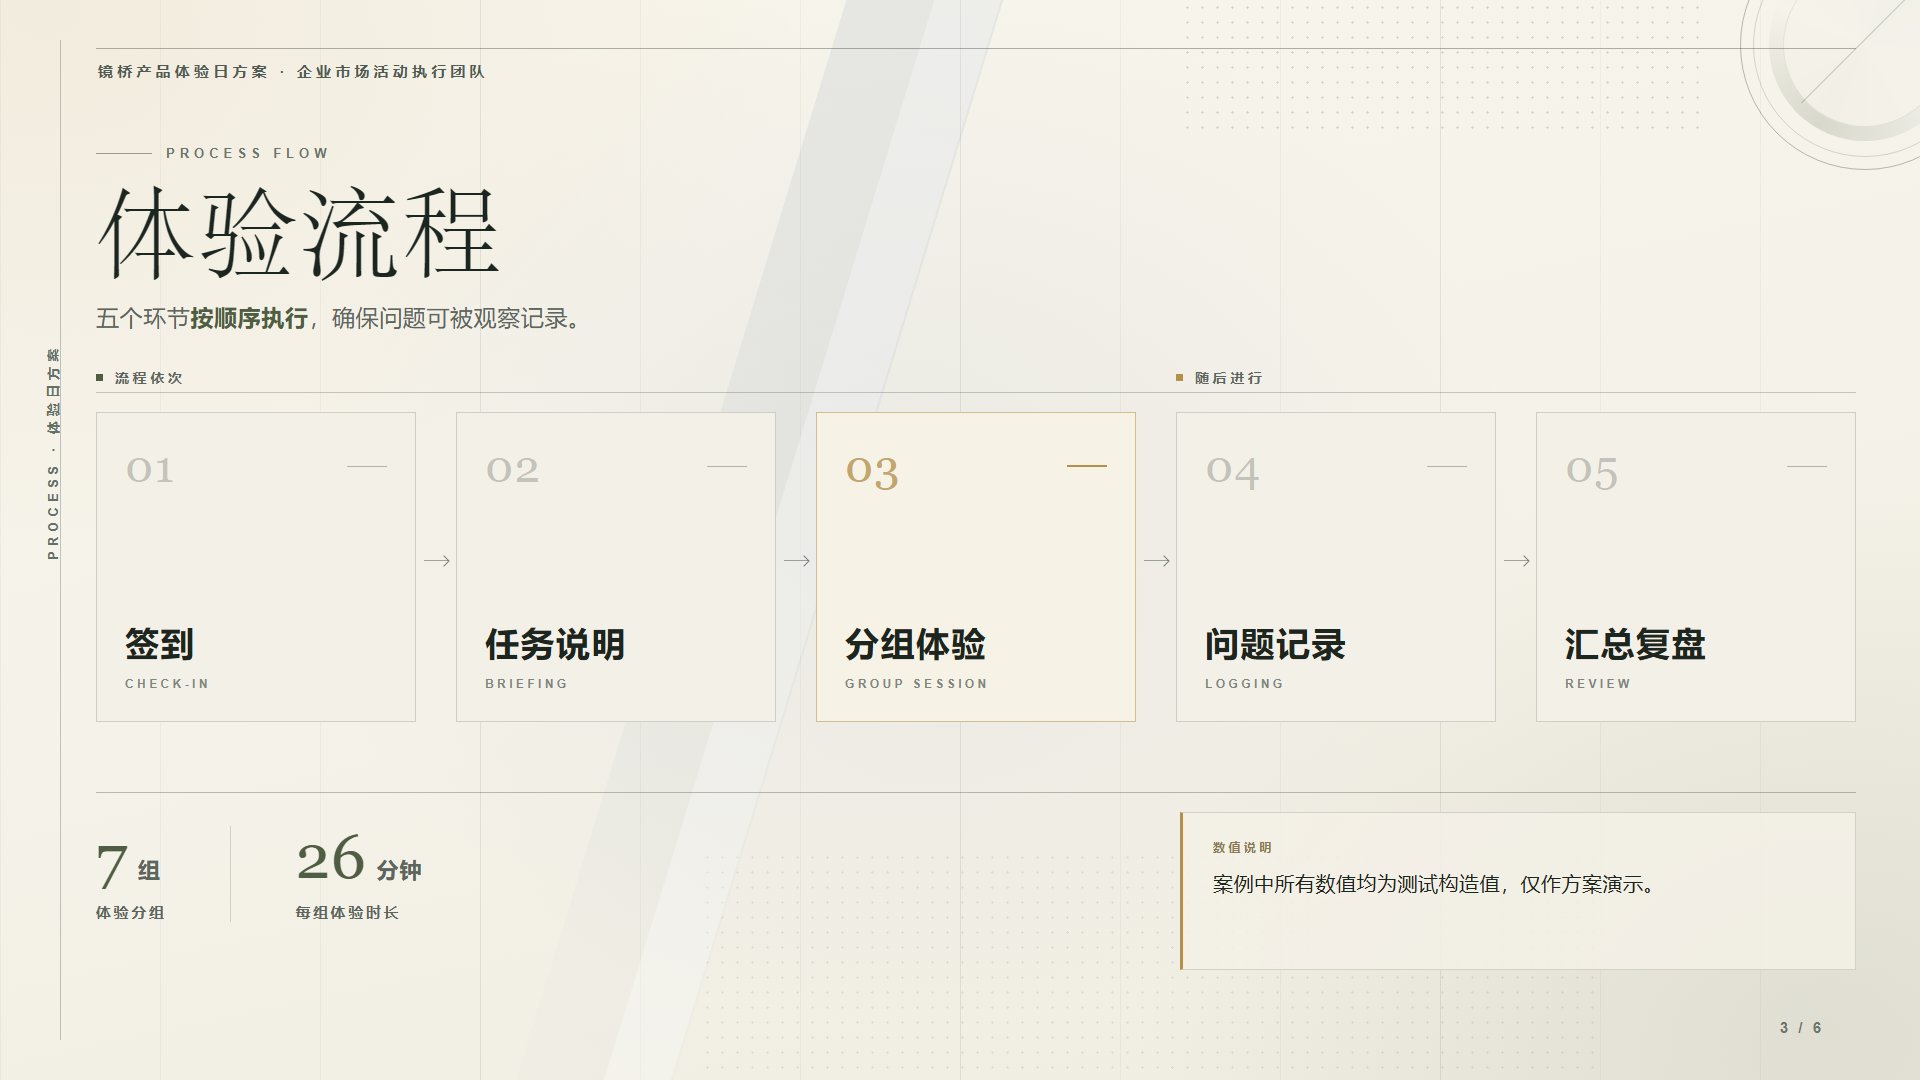 镜桥产品体验日方案 · 企业市场活动执行团队
PROCESS FLOW
体验流程
五个环节按顺序执行，确保问题可被观察记录。
PROCESS · 体验日方案
流程依次
随后进行
01
签到
CHECK-IN
02
任务说明
BRIEFING
03
分组体验
GROUP SESSION
04
问题记录
LOGGING
05
汇总复盘
REVIEW
7 组
体验分组
26 分钟
每组体验时长
数值说明
案例中所有数值均为测试构造值，仅作方案演示。
3 / 6